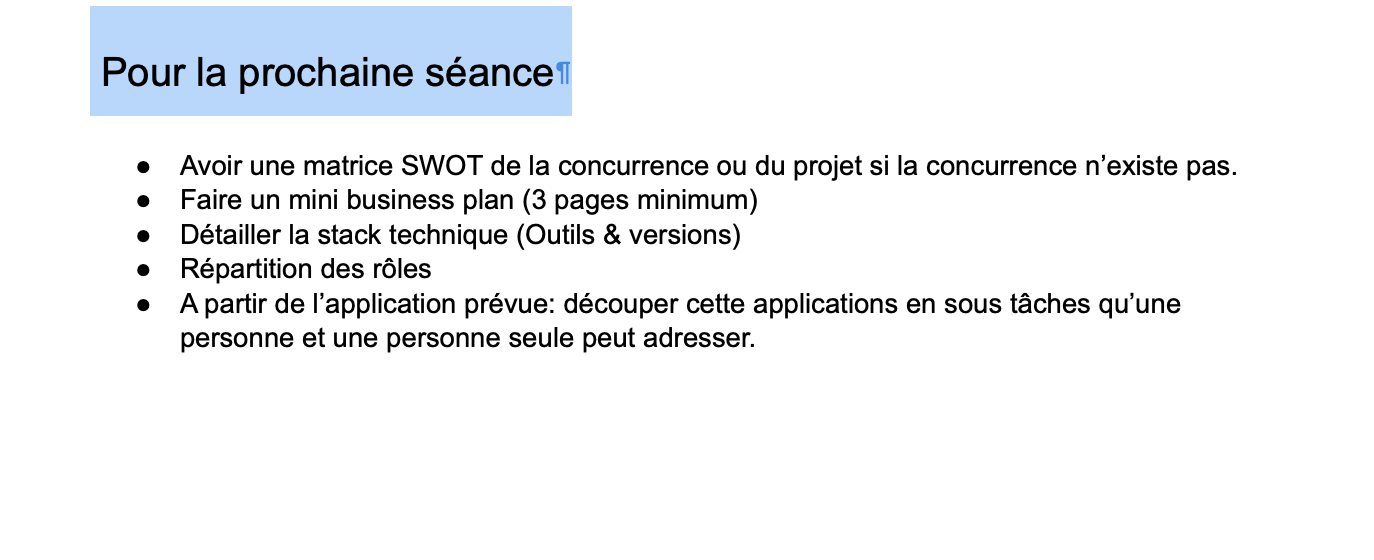 Pour la prochaine séance¶
● Avoir une matrice SWOT de la concurrence ou du projet si la concurrence n’existe pas.
● Faire un mini business plan (3 pages minimum)
● Détailler la stack technique (Outils & versions)
● Répartition des rôles
● A partir de l’application prévue: découper cette applications en sous tâches qu’une
personne et une personne seule peut adresser.